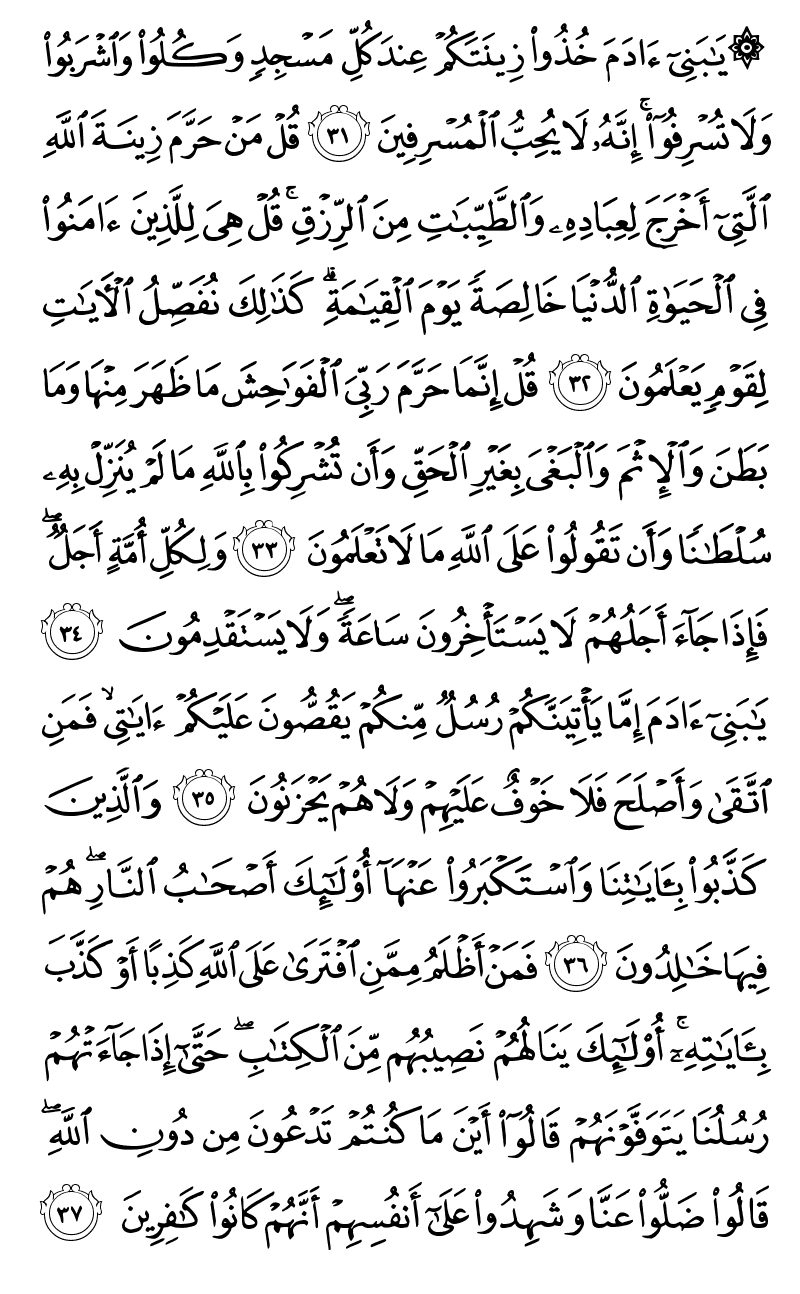 ۞ يَٰبَنِيٓ ءَادَمَ خُذُواْ زِينَتَكُمۡ عِندَ كُلِّ مَسۡجِدٖ وَكُلُواْ وَٱشۡرَبُواْ
وَلَا تُسۡرِفُوٓاْۚ إِنَّهُۥ لَا يُحِبُّ ٱلۡمُسۡرِفِينَ ٣١ قُلۡ مَنۡ حَرَّمَ زِينَةَ ٱللَّهِ
ٱلَّتِيٓ أَخۡرَجَ لِعِبَادِهِۦ وَٱلطَّيِّبَٰتِ مِنَ ٱلرِّزۡقِۚ قُلۡ هِيَ لِلَّذِينَ ءَامَنُواْ
فِي ٱلۡحَيَوٰةِ ٱلدُّنۡيَا خَالِصَةٗ يَوۡمَ ٱلۡقِيَٰمَةِۗ كَذَٰلِكَ نُفَصِّلُ ٱلۡأٓيَٰتِ
لِقَوۡمٖ يَعۡلَمُونَ ٣٢ قُلۡ إِنَّمَا حَرَّمَ رَبِّيَ ٱلۡفَوَٰحِشَ مَا ظَهَرَ مِنۡهَا وَمَا
بَطَنَ وَٱلۡإِثۡمَ وَٱلۡبَغۡيَ بِغَيۡرِ ٱلۡحَقِّ وَأَن تُشۡرِكُواْ بِٱللَّهِ مَا لَمۡ يُنَزِّلۡ بِهِۦ
سُلۡطَٰنٗا وَأَن تَقُولُواْ عَلَى ٱللَّهِ مَا لَا تَعۡلَمُونَ ٣٣ وَلِكُلِّ أُمَّةٍ أَجَلٞۖ
فَإِذَا جَآءَ أَجَلُهُمۡ لَا يَسۡتَأۡخِرُونَ سَاعَةٗۖ وَلَا يَسۡتَقۡدِمُونَ ٣٤
يَٰبَنِيٓ ءَادَمَ إِمَّا يَأۡتِيَنَّكُمۡ رُسُلٞ مِّنكُمۡ يَقُصُّونَ عَلَيۡكُمۡ ءَايَٰتِيۙ فَمَنِ
ٱتَّقَىٰ وَأَصۡلَحَ فَلَا خَوۡفٌ عَلَيۡهِمۡ وَلَا هُمۡ يَحۡزَنُونَ ٣٥ وَٱلَّذِينَ
كَذَّبُواْ بِـَٔايَٰتِنَا وَٱسۡتَكۡبَرُواْ عَنۡهَآ أُوْلَٰٓئِكَ أَصۡحَٰبُ ٱلنَّارِۖ هُمۡ
فِيهَا خَٰلِدُونَ ٣٦ فَمَنۡ أَظۡلَمُ مِمَّنِ ٱفۡتَرَىٰ عَلَى ٱللَّهِ كَذِبًا أَوۡ كَذَّبَ
بِـَٔايَٰتِهِۦٓۚ أُوْلَٰٓئِكَ يَنَالُهُمۡ نَصِيبُهُم مِّنَ ٱلۡكِتَٰبِۖ حَتَّىٰٓ إِذَا جَآءَتۡهُمۡ
رُسُلُنَا يَتَوَفَّوۡنَهُمۡ قَالُوٓاْ أَيۡنَ مَا كُنتُمۡ تَدۡعُونَ مِن دُونِ ٱللَّهِۖ
قَالُواْ ضَلُّواْ عَنَّا وَشَهِدُواْ عَلَىٰٓ أَنفُسِهِمۡ أَنَّهُمۡ كَانُواْ كَٰفِرِينَ ٣٧